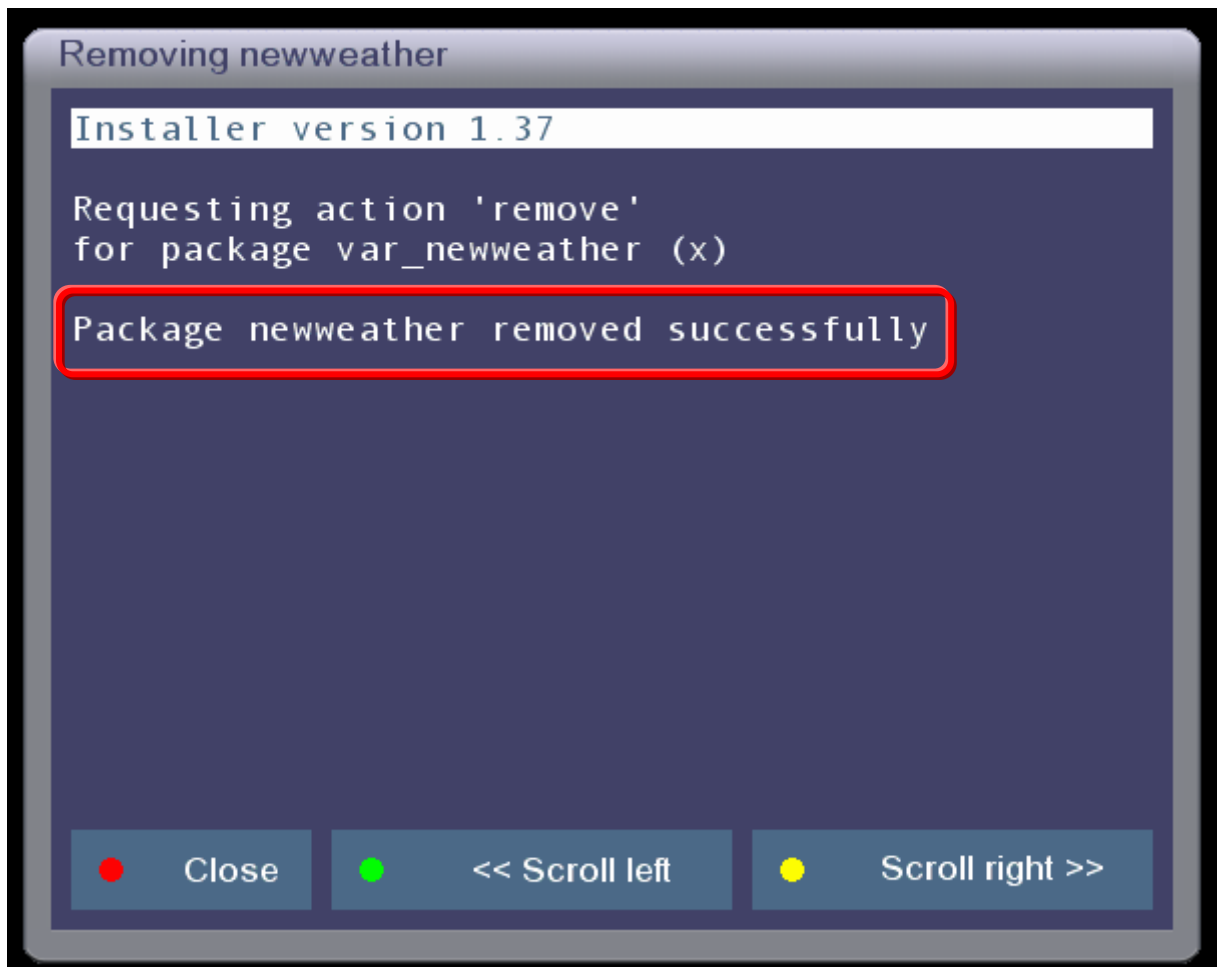 Removing newweather
Installer version 1.37
Requesting action 'remove'
for package var_newweather (x)
Package newweather removed successfully
Close
<< Scroll left
Scroll right >>